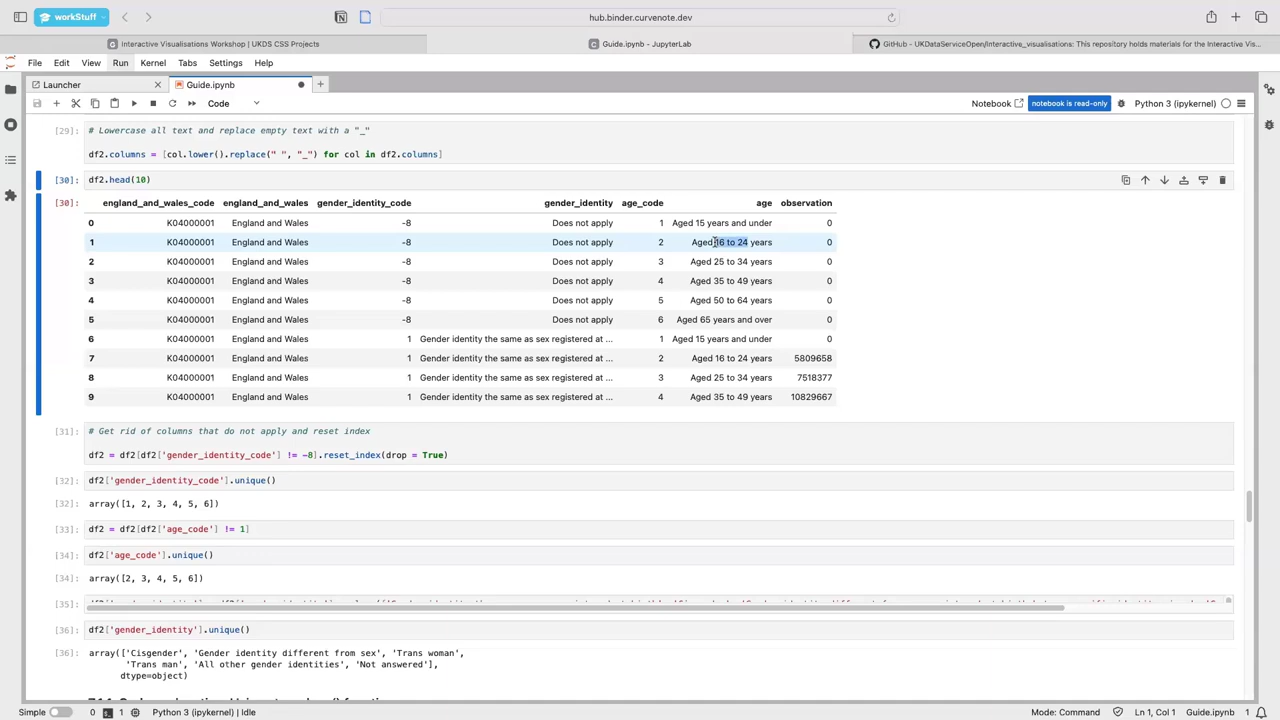 workStuff
hub.binder.curvenote.dev
Interactive Visualisations Workshop | UKDS CSS Projects
Guide.ipynb - JupyterLab
GitHub - UKDataServiceOpen/Interactive_visualisations: This repository holds materials for the Interactive Vis...
File Edit View Run Kernel Tabs Settings Help
Launcher
Guide.ipynb
Code
Notebook
notebook is read-only
Python 3 (ipykernel)
[29]: # Lowercase all text and replace empty text with a "_"
df2.columns = [col.lower().replace(" ", "_") for col in df2.columns]
[30]: df2.head(10)
[30]: england_and_wales_code england_and_wales gender_identity_code gender_identity age_code age observation
0 K04000001 England and Wales -8 Does not apply 1 Aged 15 years and under 0
1 K04000001 England and Wales -8 Does not apply 2 Aged 16 to 24 years 0
2 K04000001 England and Wales -8 Does not apply 3 Aged 25 to 34 years 0
3 K04000001 England and Wales -8 Does not apply 4 Aged 35 to 49 years 0
4 K04000001 England and Wales -8 Does not apply 5 Aged 50 to 64 years 0
5 K04000001 England and Wales -8 Does not apply 6 Aged 65 years and over 0
6 K04000001 England and Wales 1 Gender identity the same as sex registered at ... 1 Aged 15 years and under 0
7 K04000001 England and Wales 1 Gender identity the same as sex registered at ... 2 Aged 16 to 24 years 5809658
8 K04000001 England and Wales 1 Gender identity the same as sex registered at ... 3 Aged 25 to 34 years 7518377
9 K04000001 England and Wales 1 Gender identity the same as sex registered at ... 4 Aged 35 to 49 years 10829667
[31]: # Get rid of columns that do not apply and reset index
df2 = df2[df2['gender_identity_code'] != -8].reset_index(drop = True)
[32]: df2['gender_identity_code'].unique()
[32]: array([1, 2, 3, 4, 5, 6])
[33]: df2 = df2[df2['age_code'] != 1]
[34]: df2['age_code'].unique()
[34]: array([2, 3, 4, 5, 6])
[35]:
[36]: df2['gender_identity'].unique()
[36]: array(['Cisgender', 'Gender identity different from sex', 'Trans woman',
'Trans man', 'All other gender identities', 'Not answered'],
dtype=object)
Simple 0 1 Python 3 (ipykernel) | Idle
Mode: Command Ln 1, Col 1 Guide.ipynb 1